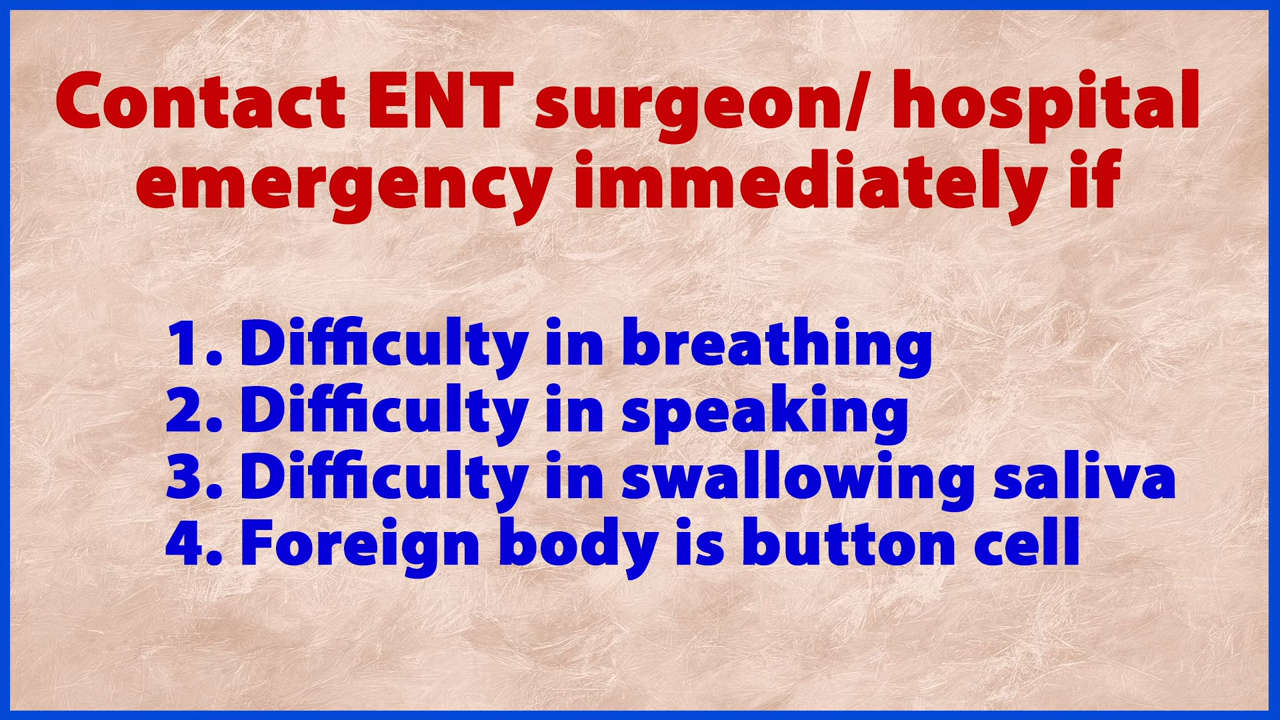 Contact ENT surgeon/ hospital
emergency immediately if
1. Difficulty in breathing
2. Difficulty in speaking
3. Difficulty in swallowing saliva
4. Foreign body is button cell